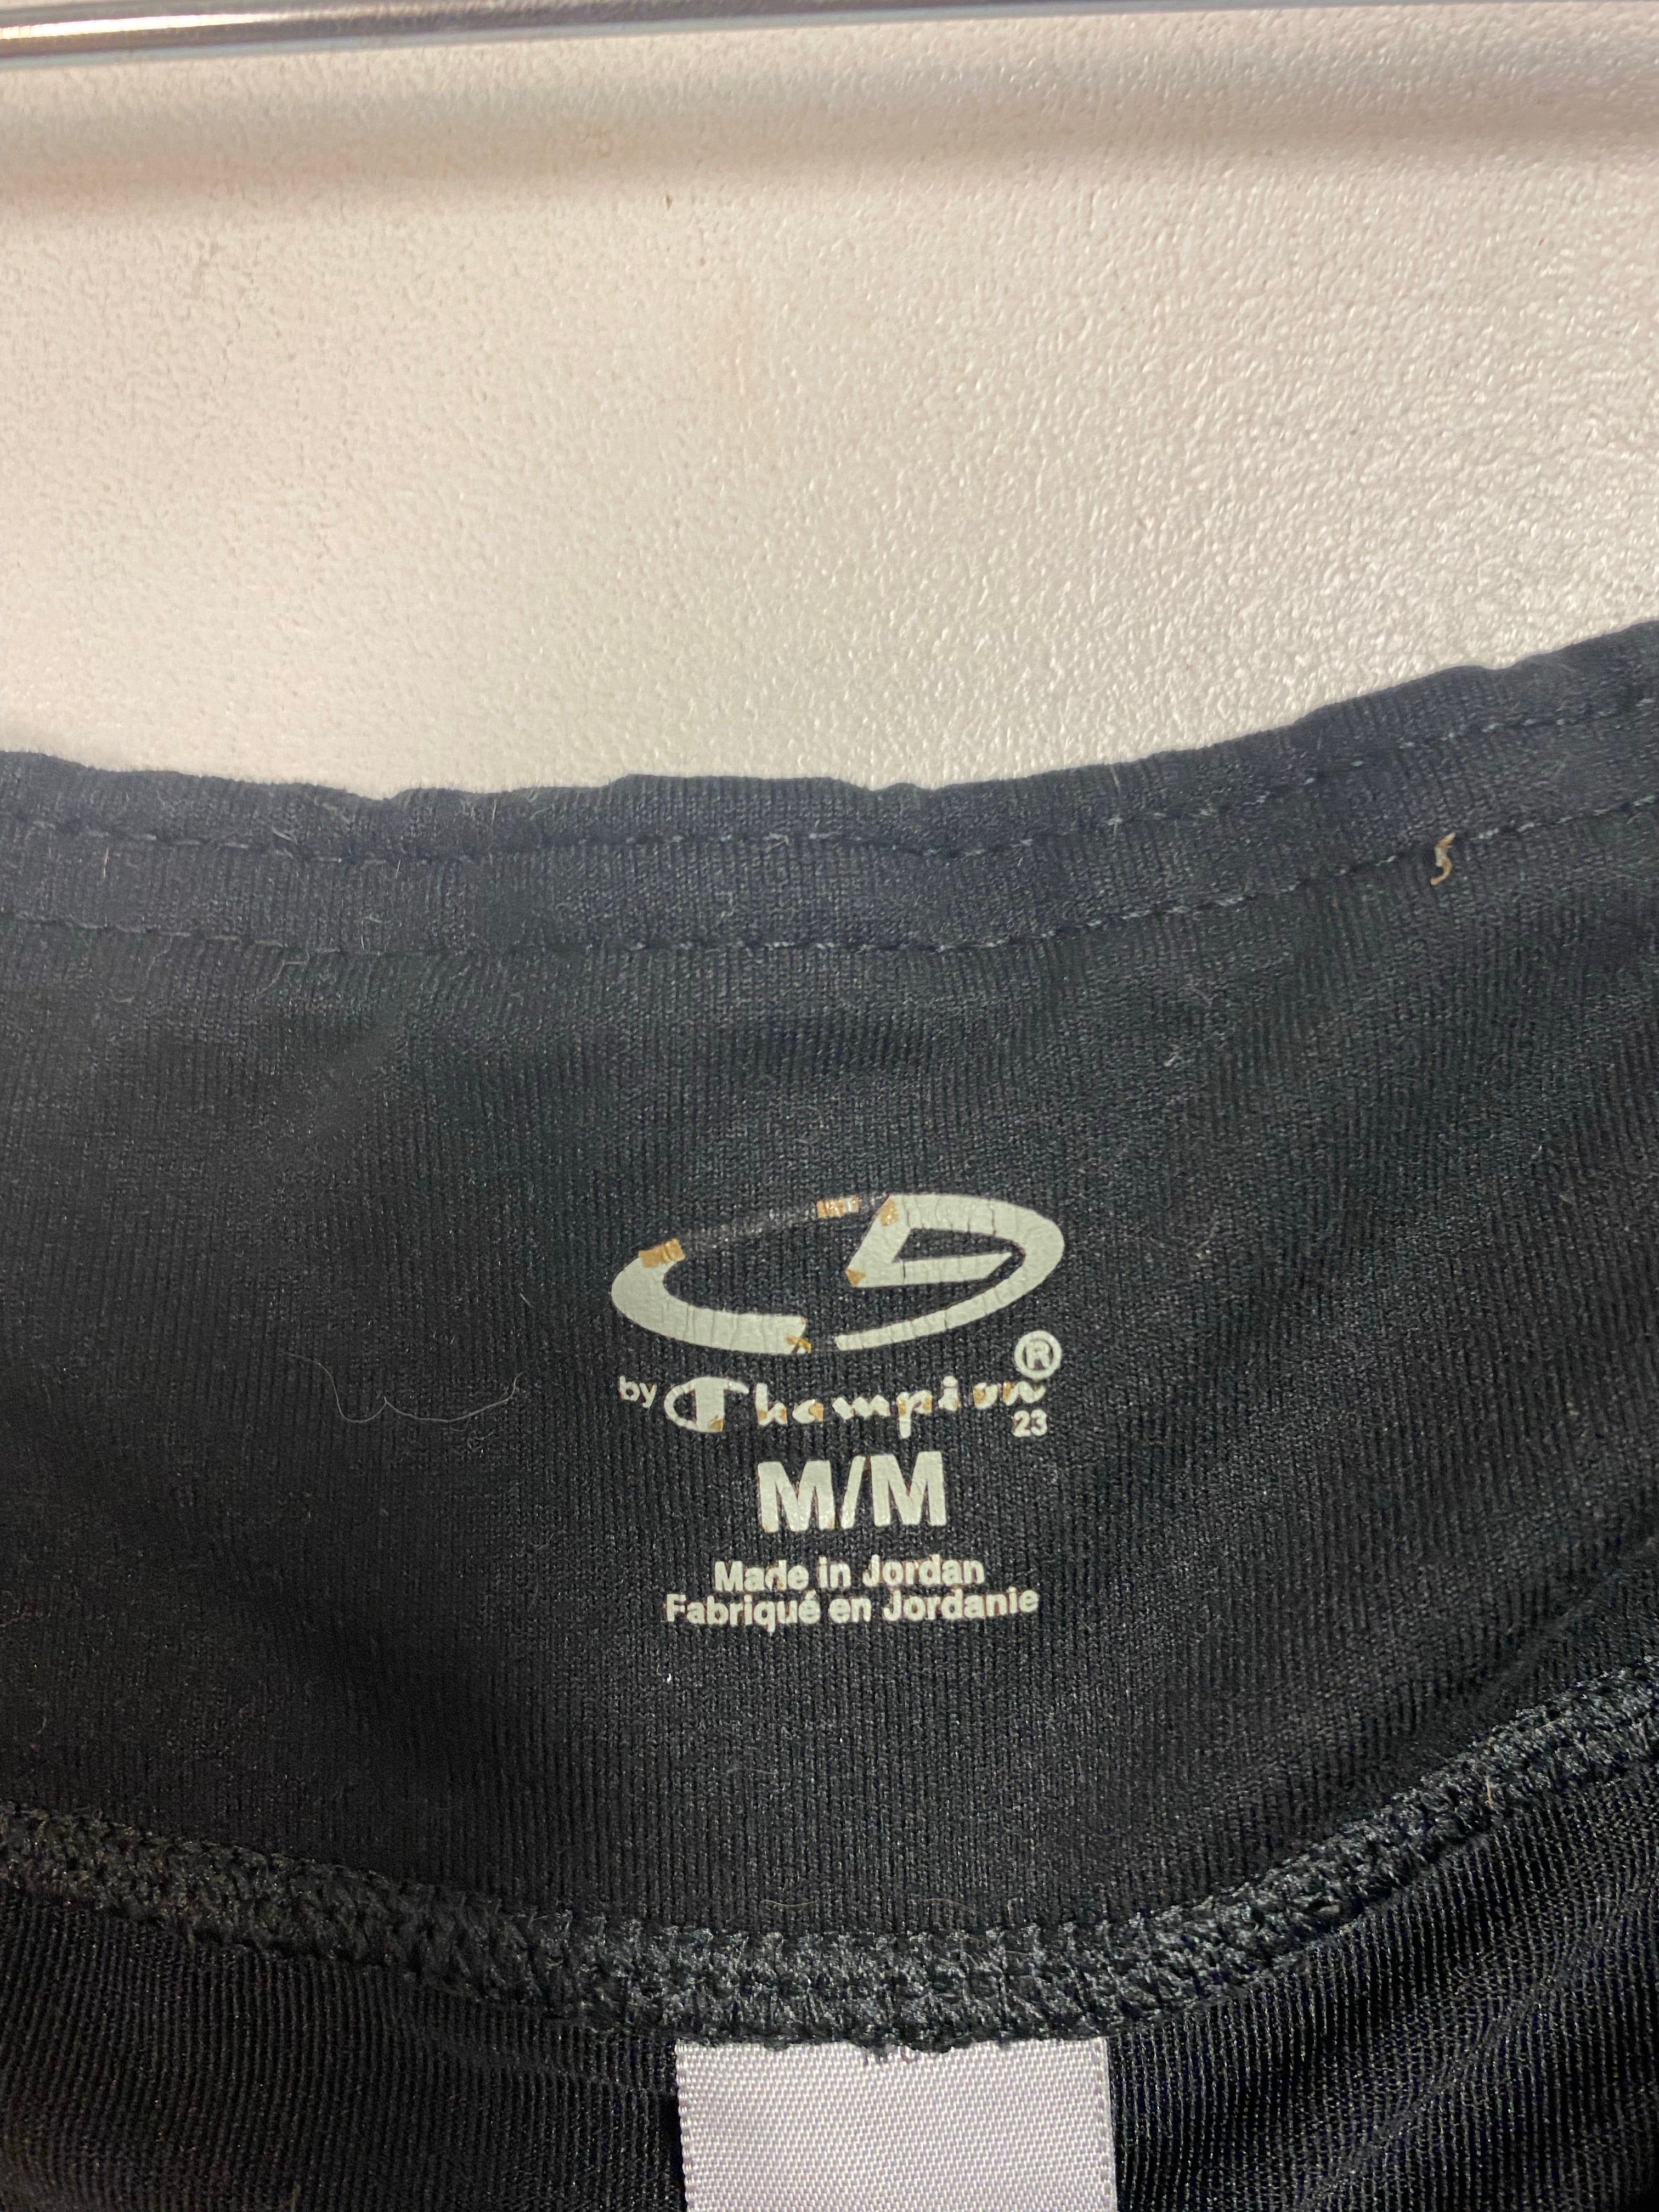 by Champion®
23
M/M
Made in Jordan
Fabriqué en Jordanie